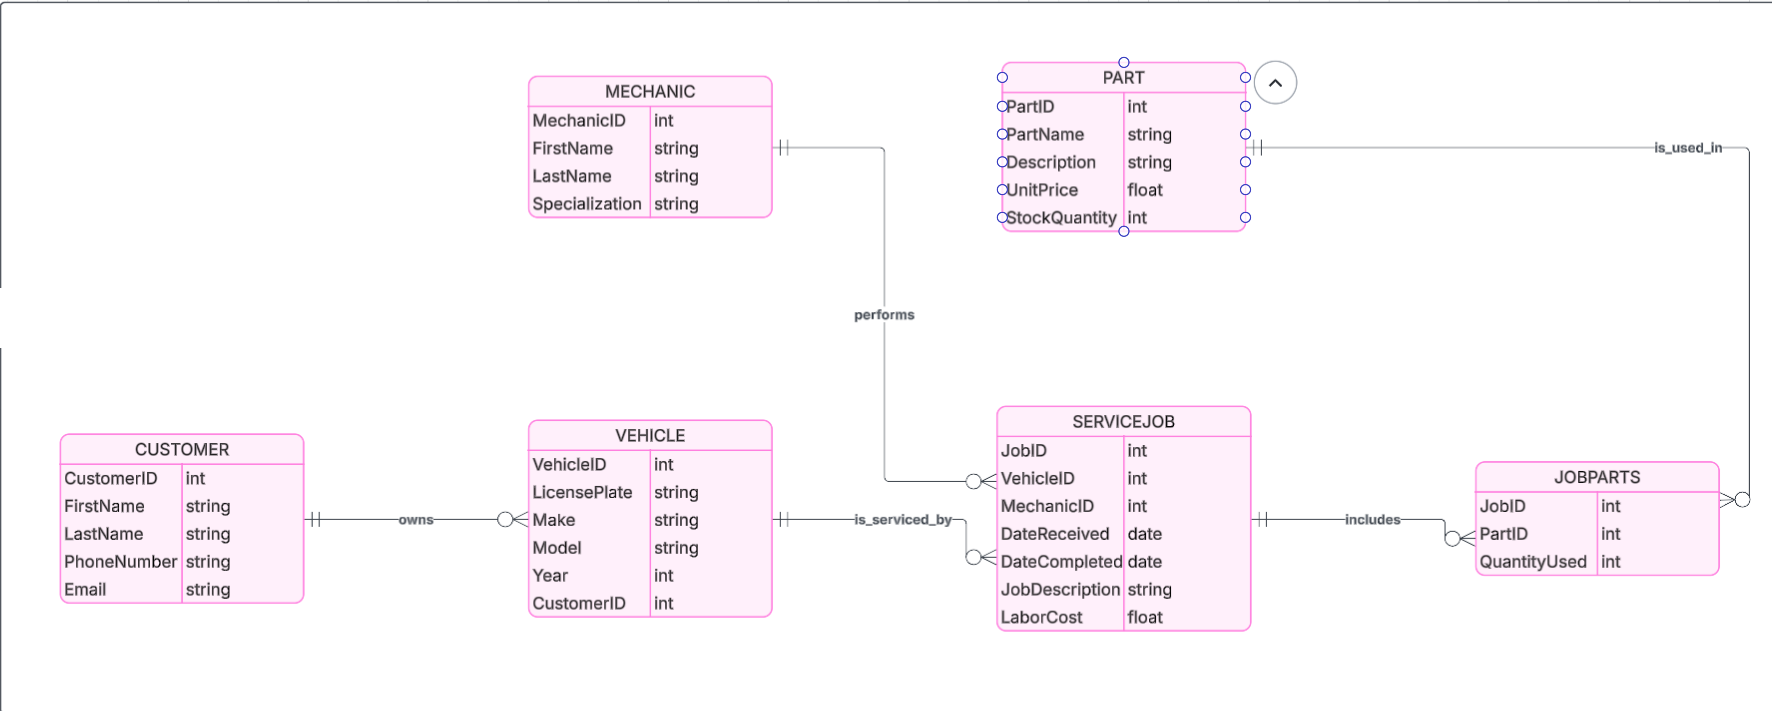 MECHANIC
MechanicID int
FirstName string
LastName string
Specialization string
PART
PartID int
PartName string
Description string
UnitPrice float
StockQuantity int
is_used_in
performs
CUSTOMER
CustomerID int
FirstName string
LastName string
PhoneNumber string
Email string
owns
VEHICLE
VehicleID int
LicensePlate string
Make string
Model string
Year int
CustomerID int
is_serviced_by
SERVICEJOB
JobID int
VehicleID int
MechanicID int
DateReceived date
DateCompleted date
JobDescription string
LaborCost float
includes
JOBPARTS
JobID int
PartID int
QuantityUsed int